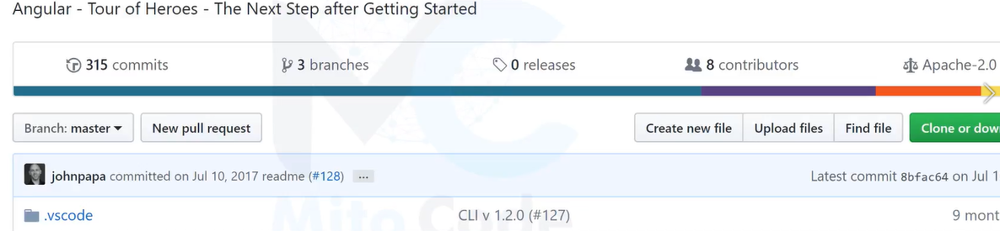 Angular - Tour of Heroes - The Next Step after Getting Started
315 commits 3 branches 0 releases 8 contributors Apache-2.0
Branch: master New pull request Create new file Upload files Find file Clone or dow
johnpapa committed on Jul 10, 2017 readme (#128) ... Latest commit 8bfac64 on Jul 1
.vscode CLI v 1.2.0 (#127) 9 mont
Mito Code